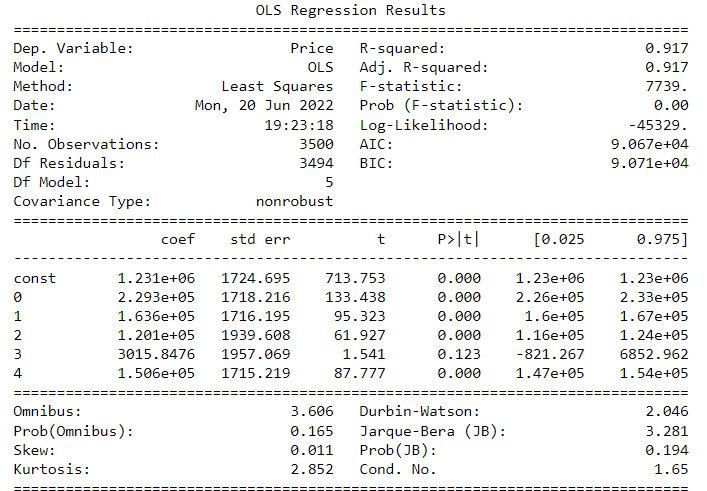 OLS Regression Results
==============================================================================
Dep. Variable: Price R-squared: 0.917
Model: OLS Adj. R-squared: 0.917
Method: Least Squares F-statistic: 7739.
Date: Mon, 20 Jun 2022 Prob (F-statistic): 0.00
Time: 19:23:18 Log-Likelihood: -45329.
No. Observations: 3500 AIC: 9.067e+04
Df Residuals: 3494 BIC: 9.071e+04
Df Model: 5
Covariance Type: nonrobust
==============================================================================
coef std err t P>|t| [0.025 0.975]
------------------------------------------------------------------------------
const 1.231e+06 1724.695 713.753 0.000 1.23e+06 1.23e+06
0 2.293e+05 1718.216 133.438 0.000 2.26e+05 2.33e+05
1 1.636e+05 1716.195 95.323 0.000 1.6e+05 1.67e+05
2 1.201e+05 1939.608 61.927 0.000 1.16e+05 1.24e+05
3 3015.8476 1957.069 1.541 0.123 -821.267 6852.962
4 1.506e+05 1715.219 87.777 0.000 1.47e+05 1.54e+05
==============================================================================
Omnibus: 3.606 Durbin-Watson: 2.046
Prob(Omnibus): 0.165 Jarque-Bera (JB): 3.281
Skew: 0.011 Prob(JB): 0.194
Kurtosis: 2.852 Cond. No. 1.65
==============================================================================